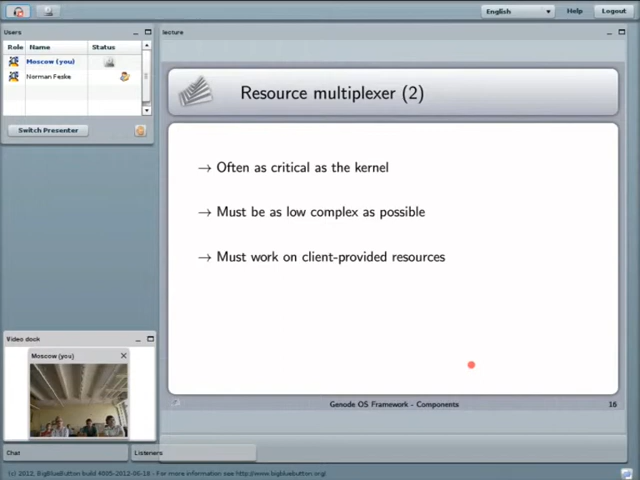 English
Help
Logout
Users
Role Name Status
Moscow (you)
Norman Feske
Switch Presenter
lecture
Resource multiplexer (2)
→ Often as critical as the kernel
→ Must be as low complex as possible
→ Must work on client-provided resources
Genode OS Framework - Components 16
Video dock
Moscow (you)
Chat
Listeners
(c) 2012, BigBlueButton build 4005-2012-06-18 - For more information see http://www.bigbluebutton.org/